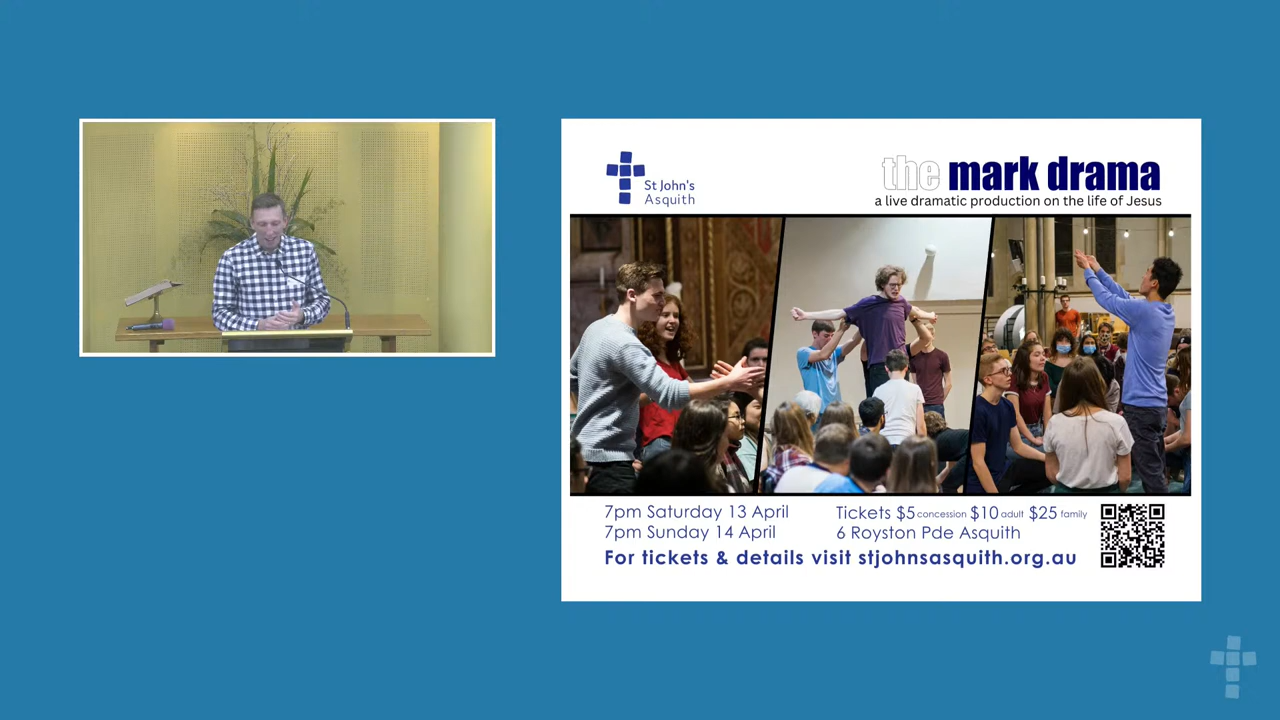 St John's
Asquith
the mark drama
a live dramatic production on the life of Jesus
7pm Saturday 13 April
7pm Sunday 14 April
Tickets $5 concession $10 adult $25 family
6 Royston Pde Asquith
For tickets & details visit stjohnsasquith.org.au